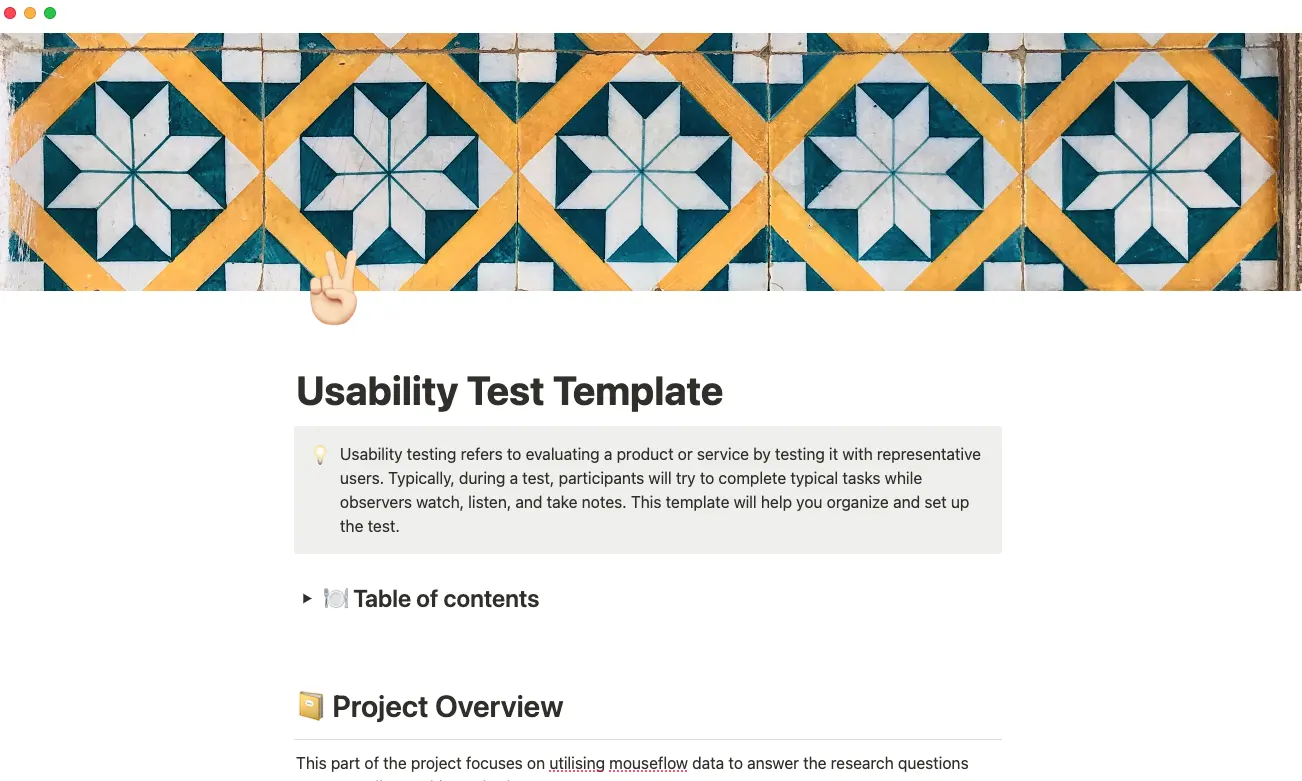 Usability Test Template
Usability testing refers to evaluating a product or service by testing it with representative
users. Typically, during a test, participants will try to complete typical tasks while
observers watch, listen, and take notes. This template will help you organize and set up
the test.
Table of contents
Project Overview
This part of the project focuses on utilising mouseflow data to answer the research questions